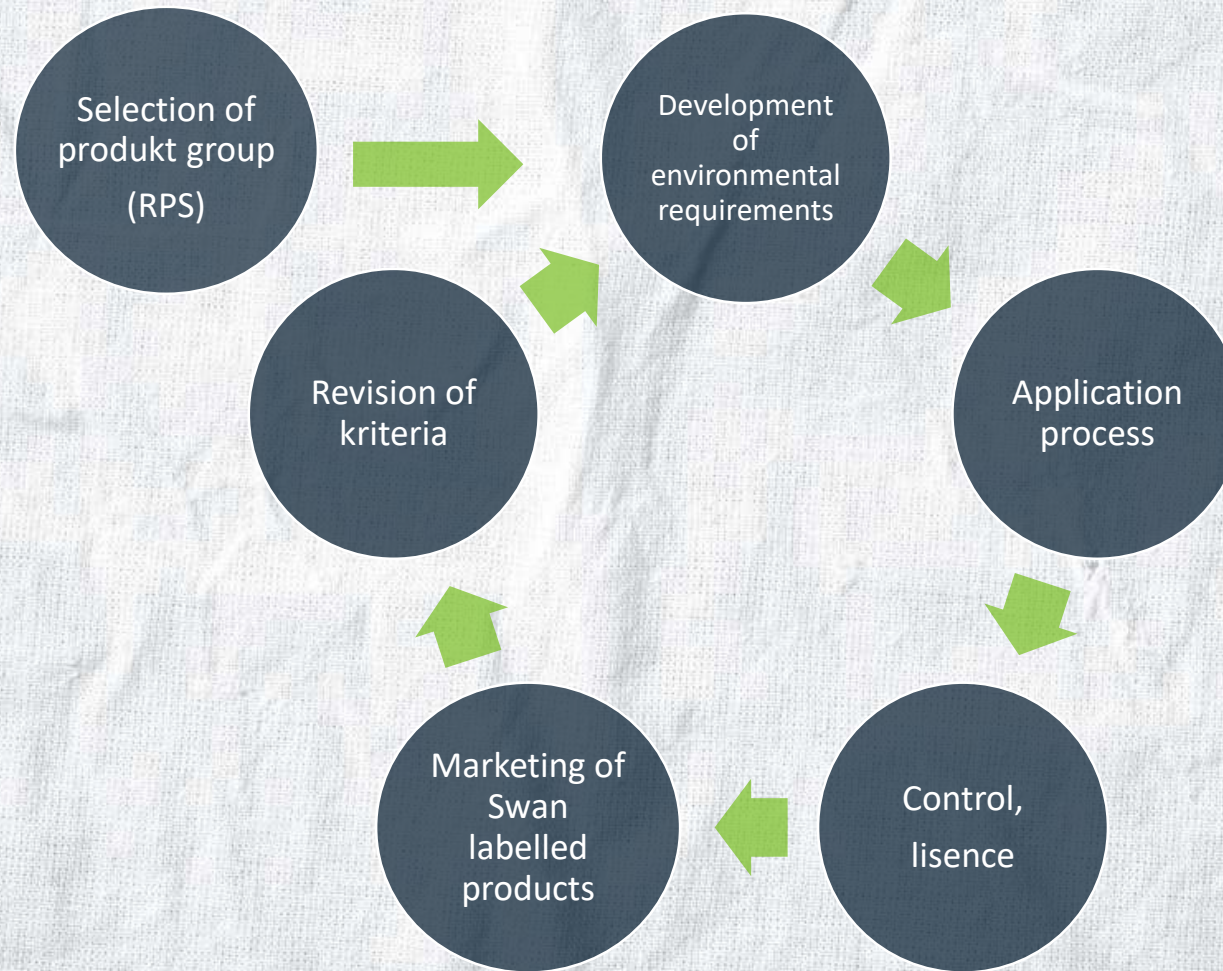 Selection of
produkt group
(RPS)
Development
of
environmental
requirements
Revision of
kriteria
Application
process
Marketing of
Swan
labelled
products
Control,
lisence